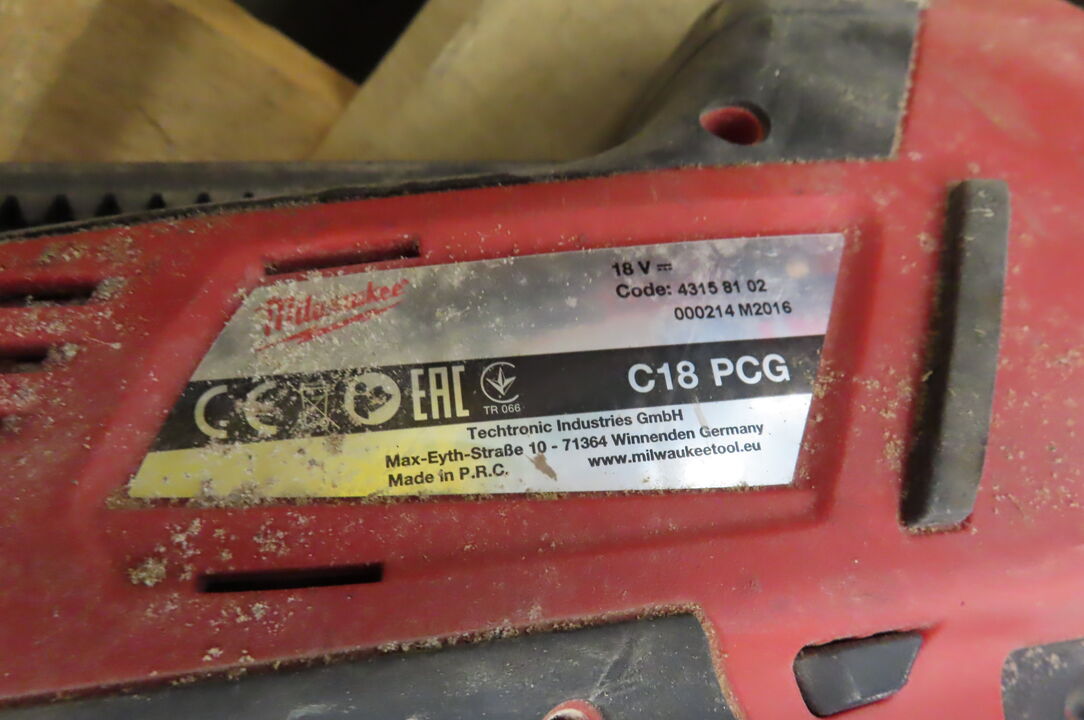 Milwaukee
18 V
Code: 4315 81 02
000214 M2016
CE EAC
TR 066
C18 PCG
Techtronic Industries GmbH
Max-Eyth-Straße 10 - 71364 Winnenden Germany
www.milwaukeetool.eu
Made in P.R.C.